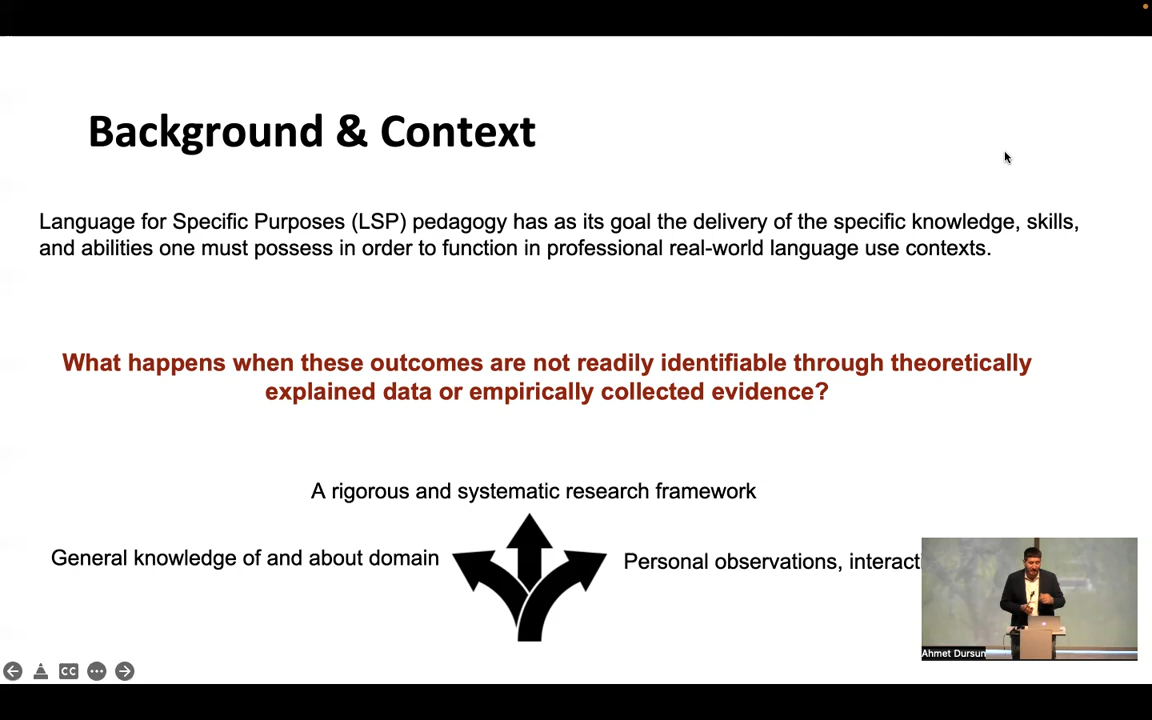 Background & Context
Language for Specific Purposes (LSP) pedagogy has as its goal the delivery of the specific knowledge, skills,
and abilities one must possess in order to function in professional real-world language use contexts.
What happens when these outcomes are not readily identifiable through theoretically
explained data or empirically collected evidence?
A rigorous and systematic research framework
General knowledge of and about domain
Personal observations,
CC
Ahmet Dursun